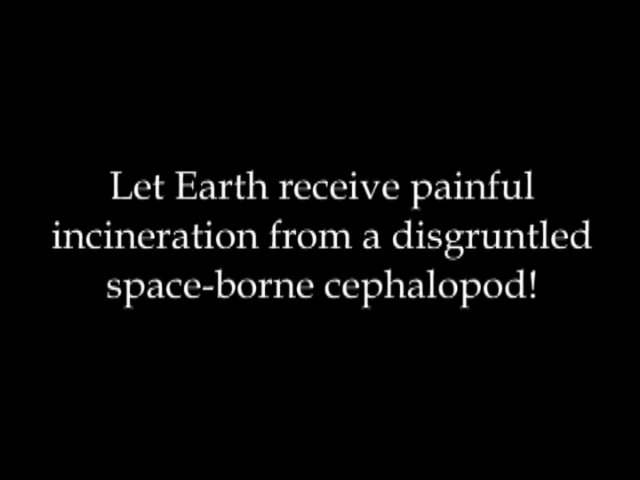 Let Earth receive painful
incineration from a disgruntled
space-borne cephalopod!